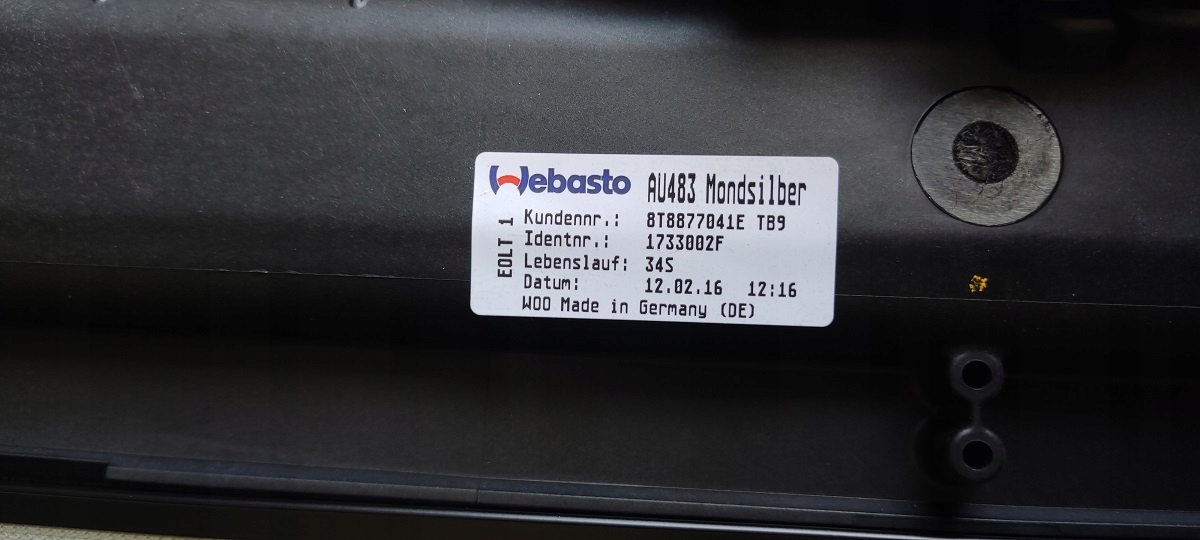 Webasto AU483 Mondsilber
EOLT 1
Kundennr.: 8T8877041E TB9
Identnr.: 1733002F
Lebenslauf: 34S
Datum: 12.02.16 12:16
WOO Made in Germany (DE)